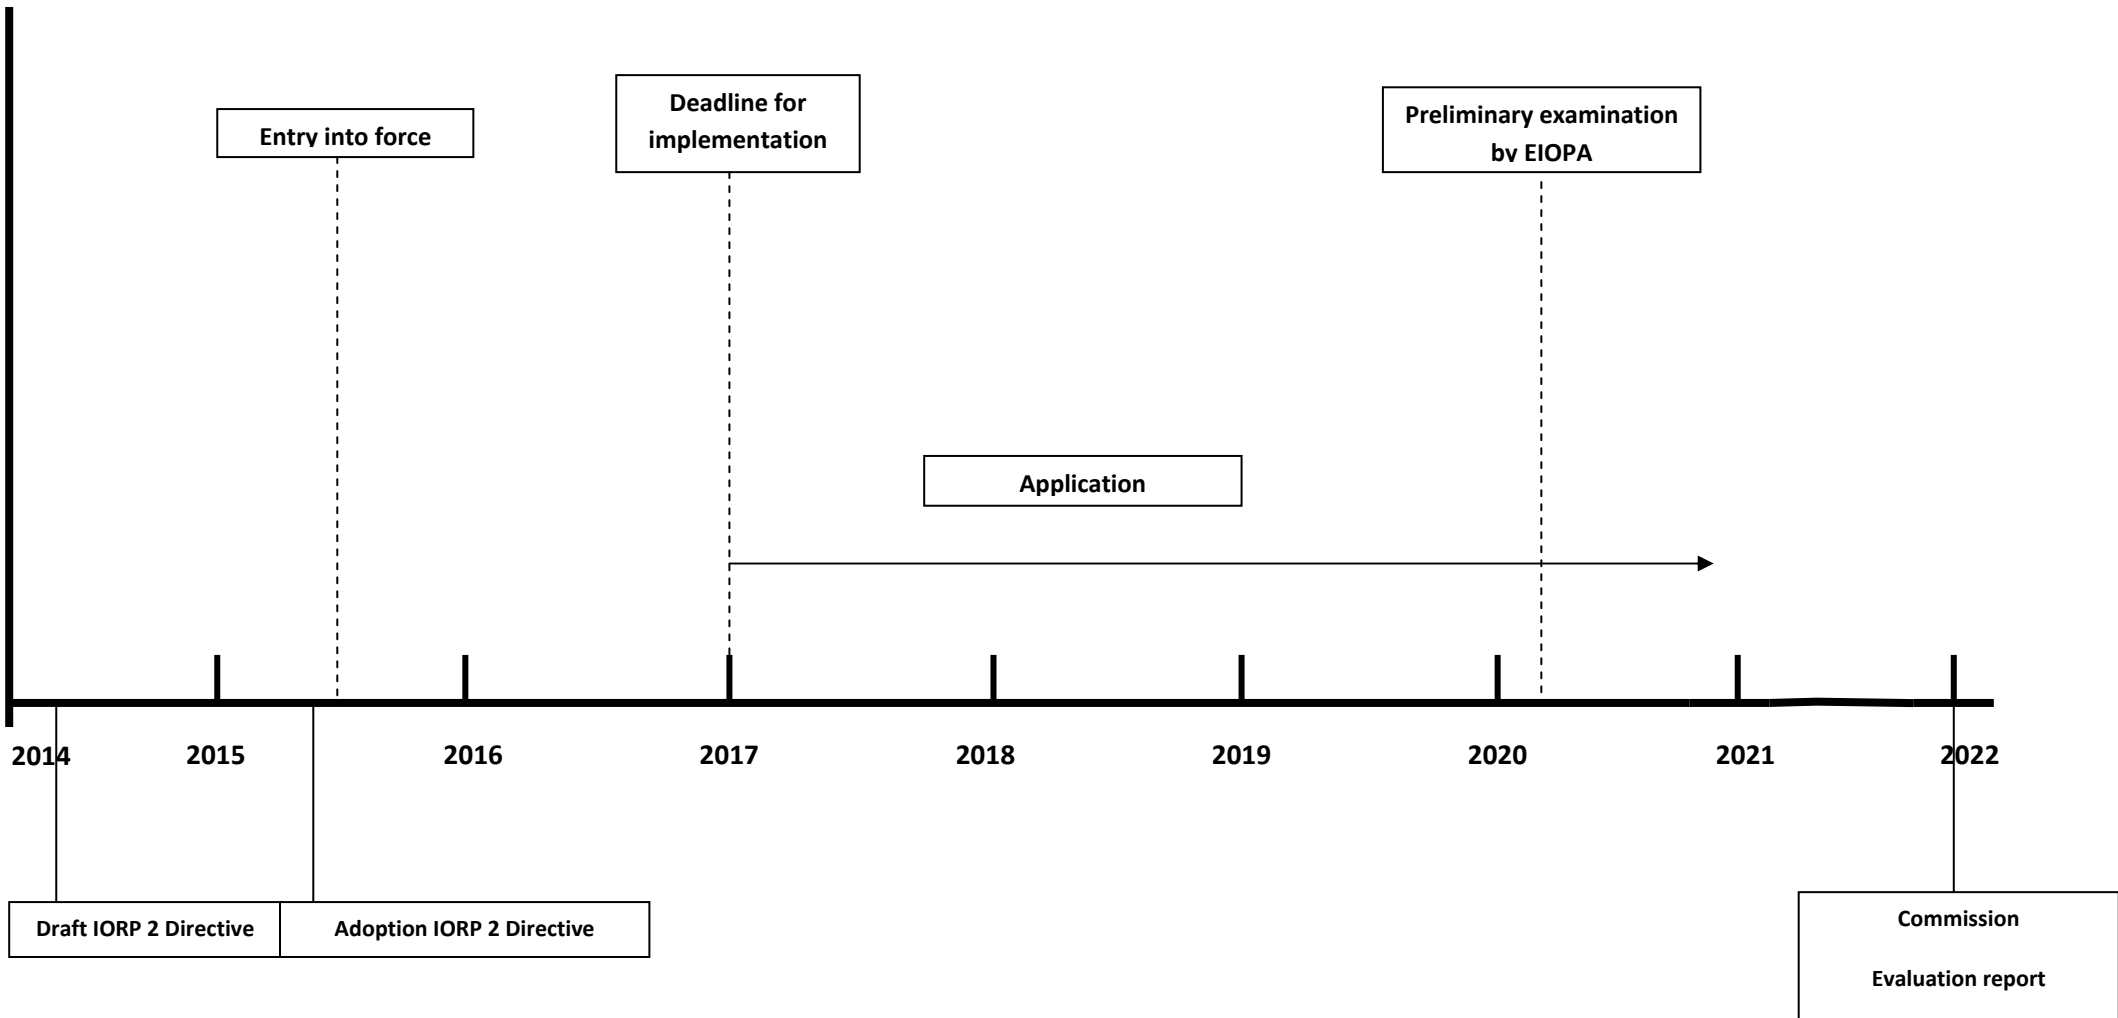 Entry into force
Deadline for
implementation
Preliminary examination
by EIOPA
Application
2014
2015
2016
2017
2018
2019
2020
2021
2022
Draft IORP 2 Directive
Adoption IORP 2 Directive
Commission
Evaluation report